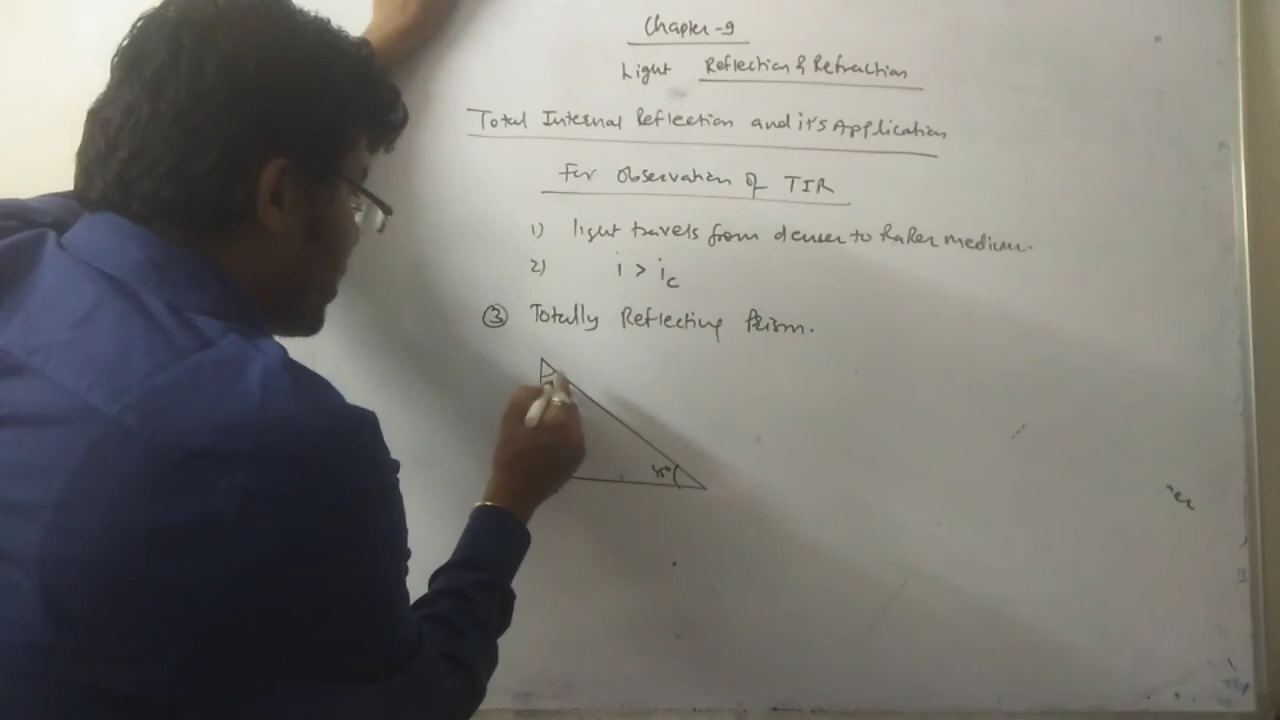 Chapter-9
Light Reflection & Refraction
Total Internal Reflection and it's Application
For Observation of TIR
1) light travels from denser to Rarer medium.
2) i > ic
③ Totally Reflecting Prism.
45°